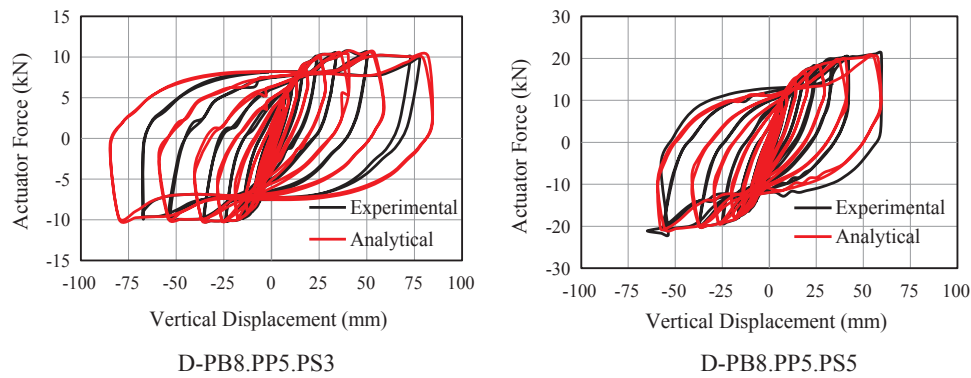 Actuator Force (kN)
15
10
5
0
-5
-10
-15
-100 -75 -50 -25 0 25 50 75 100
Experimental
Analytical
Vertical Displacement (mm)
D-PB8.PP5.PS3
Actuator Force (kN)
30
20
10
0
-10
-20
-30
-100 -75 -50 -25 0 25 50 75 100
Experimental
Analytical
Vertical Displacement (mm)
D-PB8.PP5.PS5